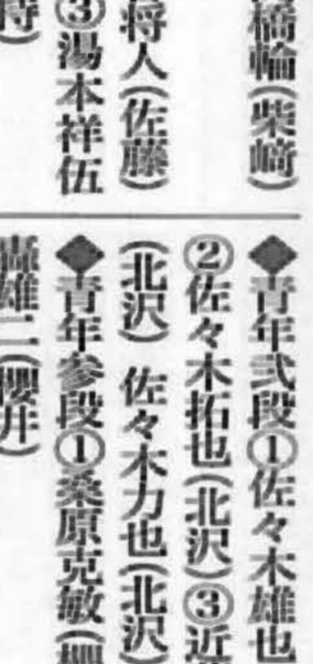 橋輪(柴﨑)
将人(佐藤)
③湯本祥伍
持)
◆青年弐段①佐々木雄也
②佐々木拓也(北沢)③近
(北沢) 佐々木力也(北沢)
◆青年参段①桑原克敏(
雄二(櫻井)